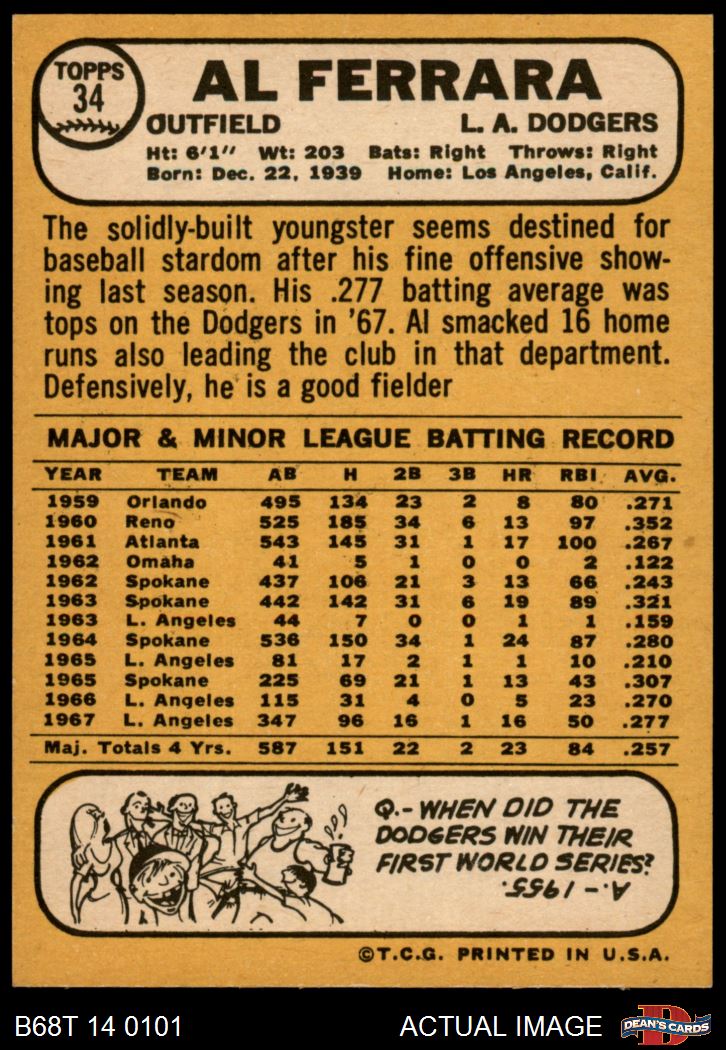 TOPPS
34
AL FERRARA
OUTFIELD L. A. DODGERS
Ht: 6'1" Wt: 203 Bats: Right Throws: Right
Born: Dec. 22, 1939 Home: Los Angeles, Calif.
The solidly-built youngster seems destined for
baseball stardom after his fine offensive show-
ing last season. His .277 batting average was
tops on the Dodgers in '67. Al smacked 16 home
runs also leading the club in that department.
Defensively, he is a good fielder
MAJOR & MINOR LEAGUE BATTING RECORD
YEAR TEAM AB H 2B 3B HR RBI AVG.
1959 Orlando 495 134 23 2 8 80 .271
1960 Reno 525 185 34 6 13 97 .352
1961 Atlanta 543 145 31 1 17 100 .267
1962 Omaha 41 5 1 0 0 2 .122
1962 Spokane 437 106 21 3 13 66 .243
1963 Spokane 442 142 31 6 19 89 .321
1963 L. Angeles 44 7 0 0 1 1 .159
1964 Spokane 536 150 34 1 24 87 .280
1965 L. Angeles 81 17 2 1 1 10 .210
1965 Spokane 225 69 21 1 13 43 .307
1966 L. Angeles 115 31 4 0 5 23 .270
1967 L. Angeles 347 96 16 1 16 50 .277
Maj. Totals 4 Yrs. 587 151 22 2 23 84 .257
Q.- WHEN DID THE
DODGERS WIN THEIR
FIRST WORLD SERIES?
A.- 1955.
©T.C.G. PRINTED IN U.S.A.
B68T 14 0101 ACTUAL IMAGE
D
DEAN'S CARDS